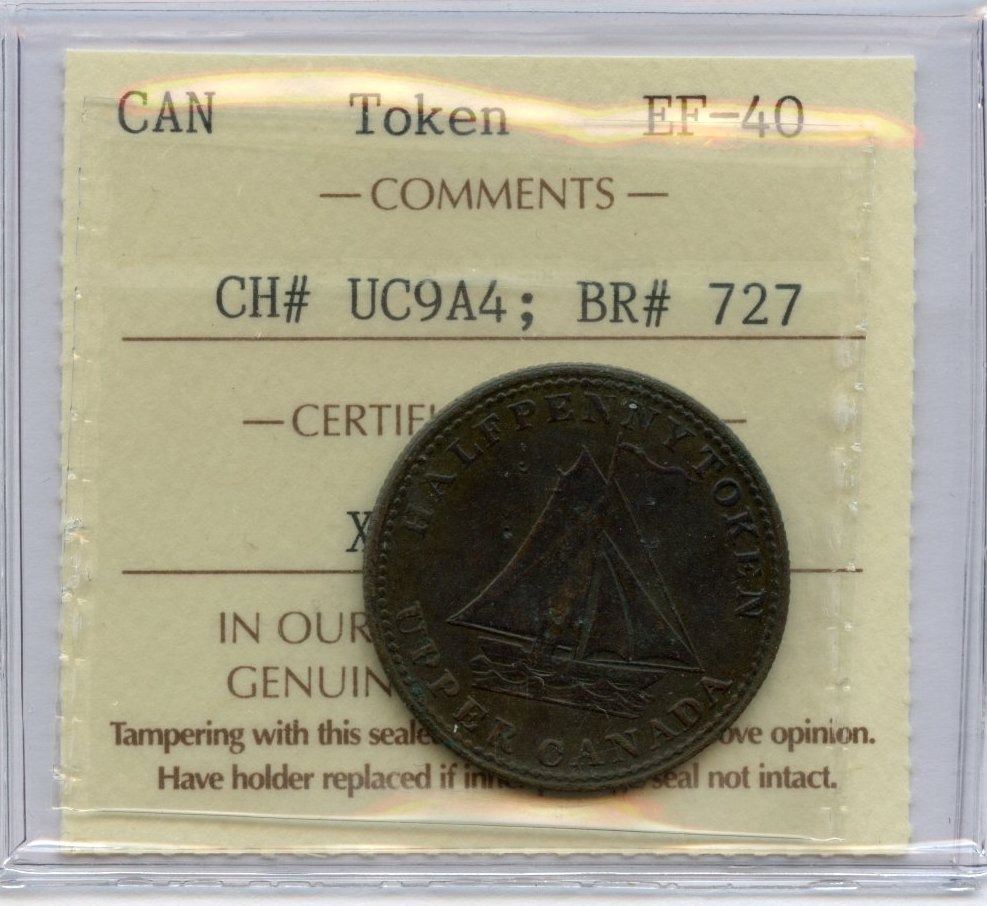 CAN Token EF-40
— COMMENTS —
CH# UC9A4; BR# 727
— CERTIFI —
X
IN OUR
GENUIN
Tampering with this seale ove opinion.
Have holder replaced if inne seal not intact.
HALFPENNY TOKEN
UPPER CANADA